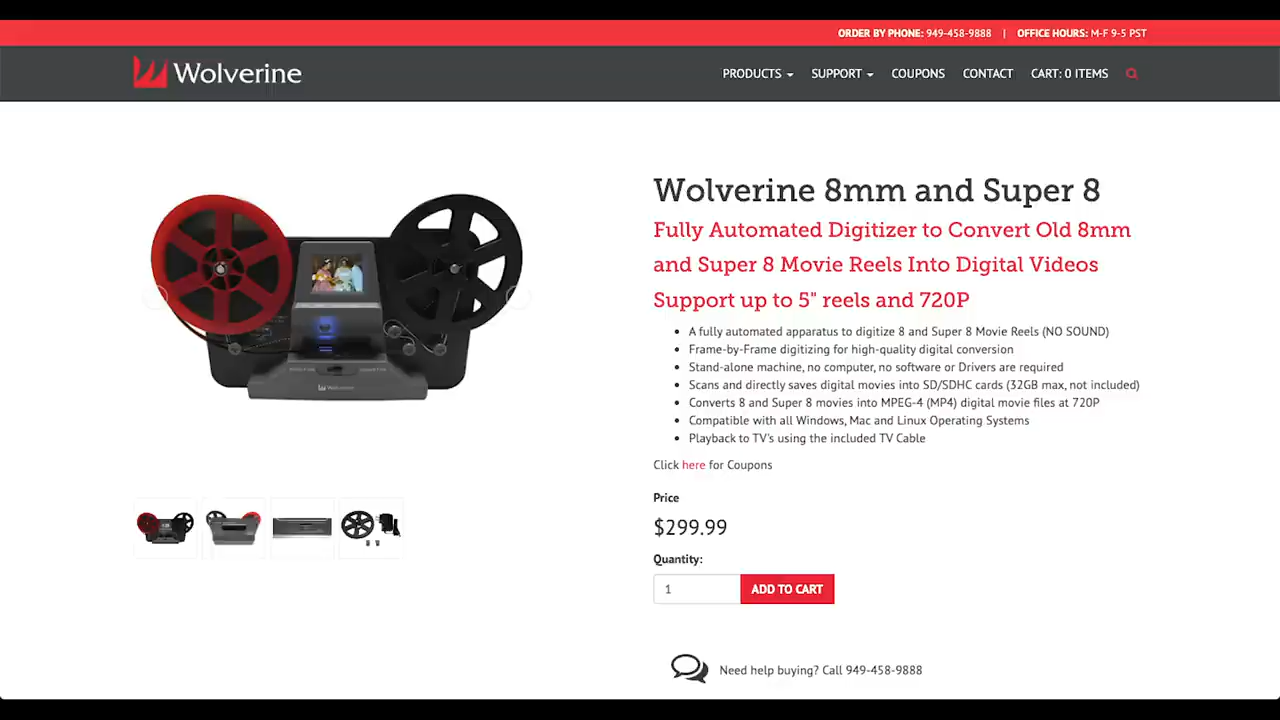 ORDER BY PHONE: 949-458-9888 | OFFICE HOURS: M-F 9-5 PST
Wolverine
PRODUCTS SUPPORT COUPONS CONTACT CART: 0 ITEMS
Wolverine 8mm and Super 8
Fully Automated Digitizer to Convert Old 8mm
and Super 8 Movie Reels Into Digital Videos
Support up to 5" reels and 720P
• A fully automated apparatus to digitize 8 and Super 8 Movie Reels (NO SOUND)
• Frame-by-Frame digitizing for high-quality digital conversion
• Stand-alone machine, no computer, no software or Drivers are required
• Scans and directly saves digital movies into SD/SDHC cards (32GB max, not included)
• Converts 8 and Super 8 movies into MPEG-4 (MP4) digital movie files at 720P
• Compatible with all Windows, Mac and Linux Operating Systems
• Playback to TV's using the included TV Cable
Click here for Coupons
Price
$299.99
Quantity:
1
ADD TO CART
Need help buying? Call 949-458-9888
Wolverine